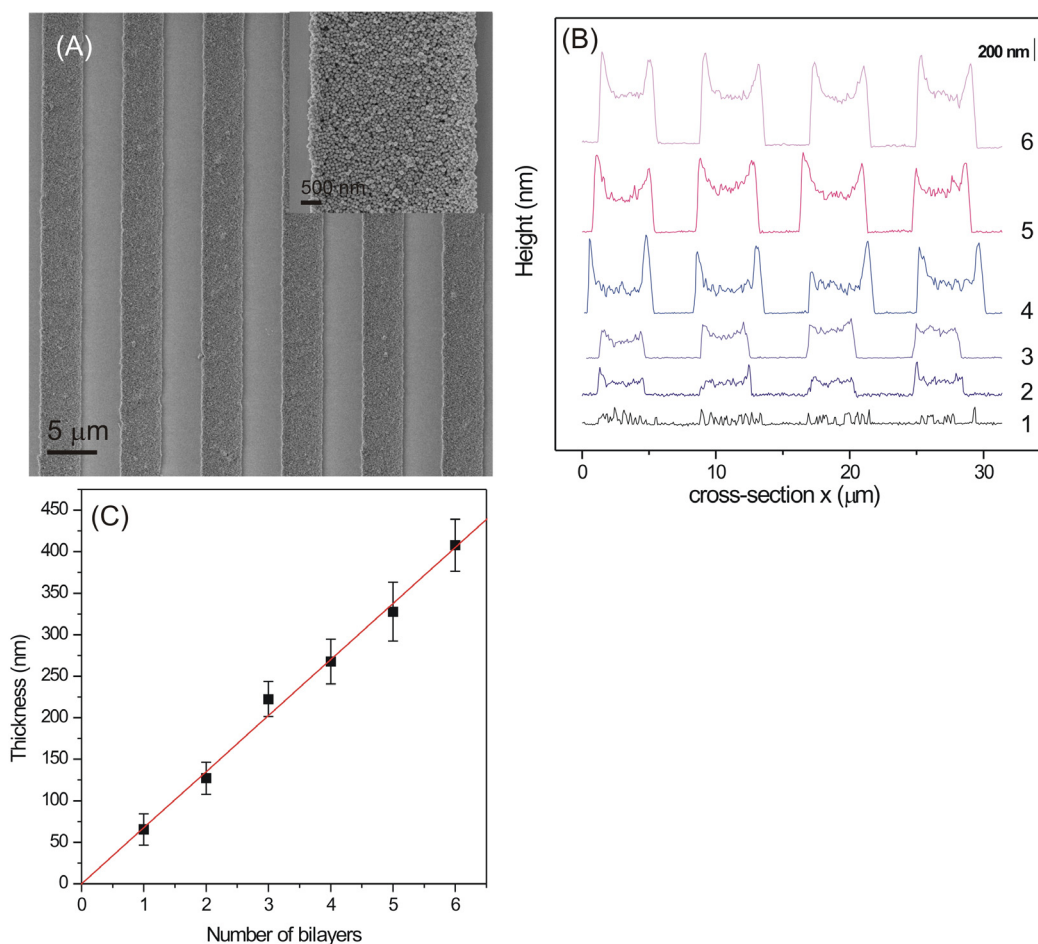 (A)
500 nm
5 μm
(B)
200 nm
6
5
4
3
2
1
Height (nm)
0 10 20 30
cross-section x (μm)
(C)
450
400
350
300
250
200
150
100
50
0
Thickness (nm)
0 1 2 3 4 5 6
Number of bilayers